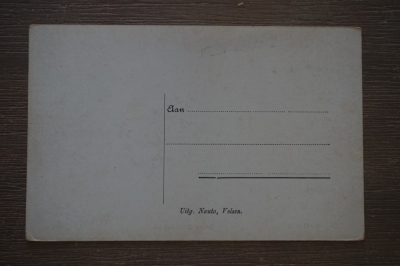 Aan
Uitg. Nauta, Velsen.